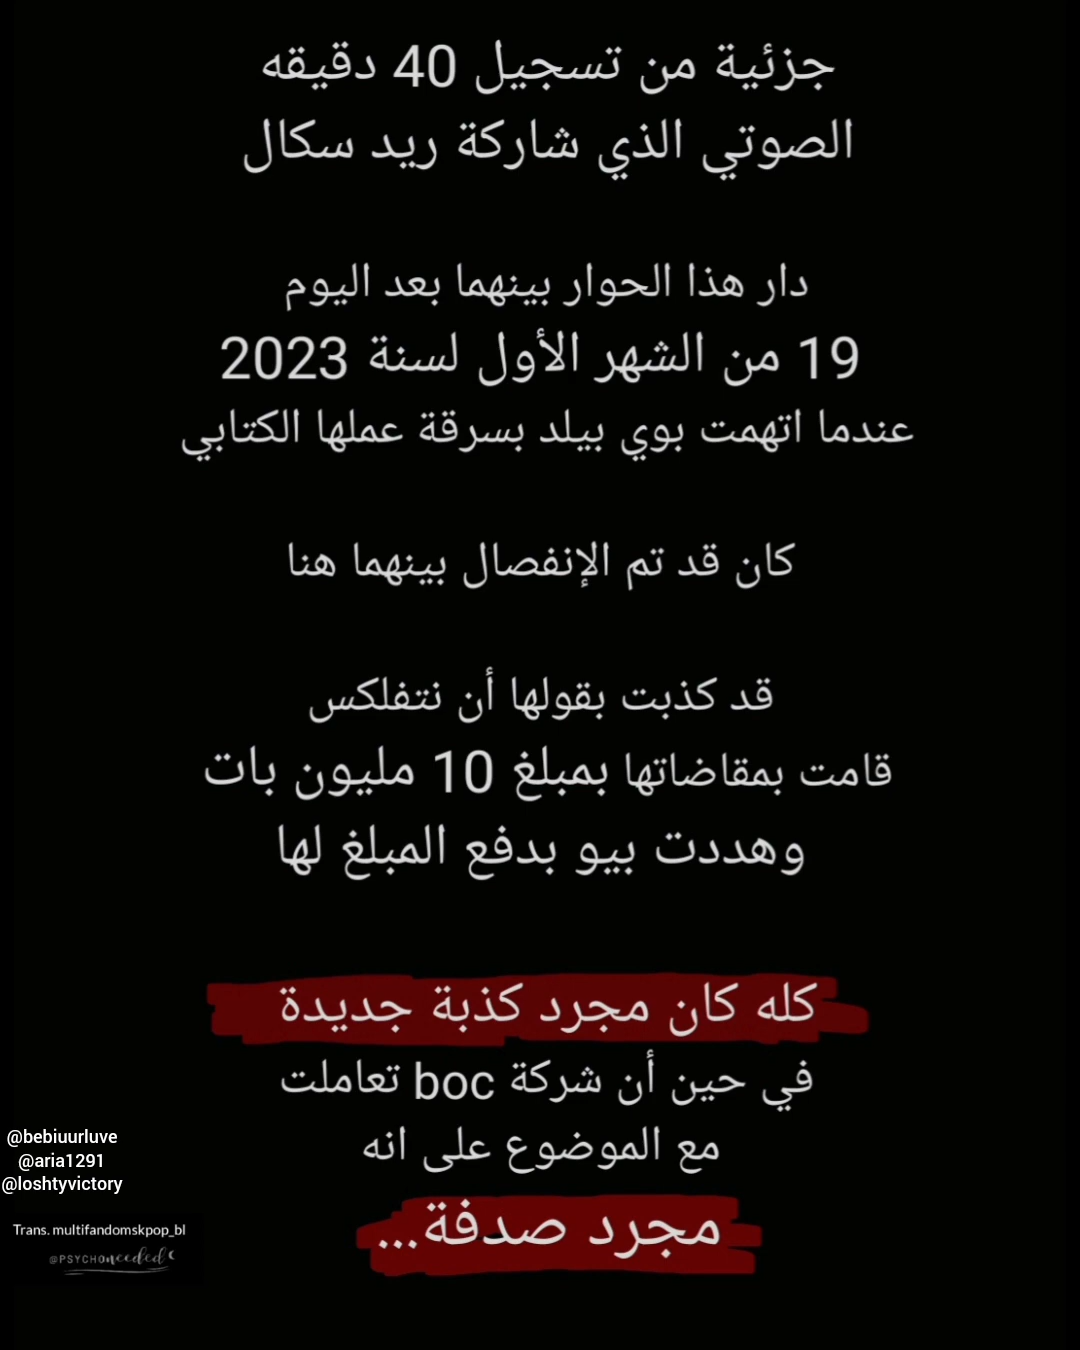 جزئية من تسجيل 40 دقيقه
الصوتي الذي شاركة ريد سكال
دار هذا الحوار بينهما بعد اليوم
19 من الشهر الأول لسنة 2023
عندما اتهمت بوي بيلد بسرقة عملها الكتابي
كان قد تم الإنفصال بينهما هنا
قد كذبت بقولها أن نتفلكس
قامت بمقاضاتها بمبلغ 10 مليون بات
وهددت بيو بدفع المبلغ لها
كله كان مجرد كذبة جديدة
في حين أن شركة boc تعاملت
مع الموضوع على انه
مجرد صدفة...
@bebiuurluve
@aria1291
@loshtyvictory
Trans. multifandomskpop_bl
@PSYCHOneeded